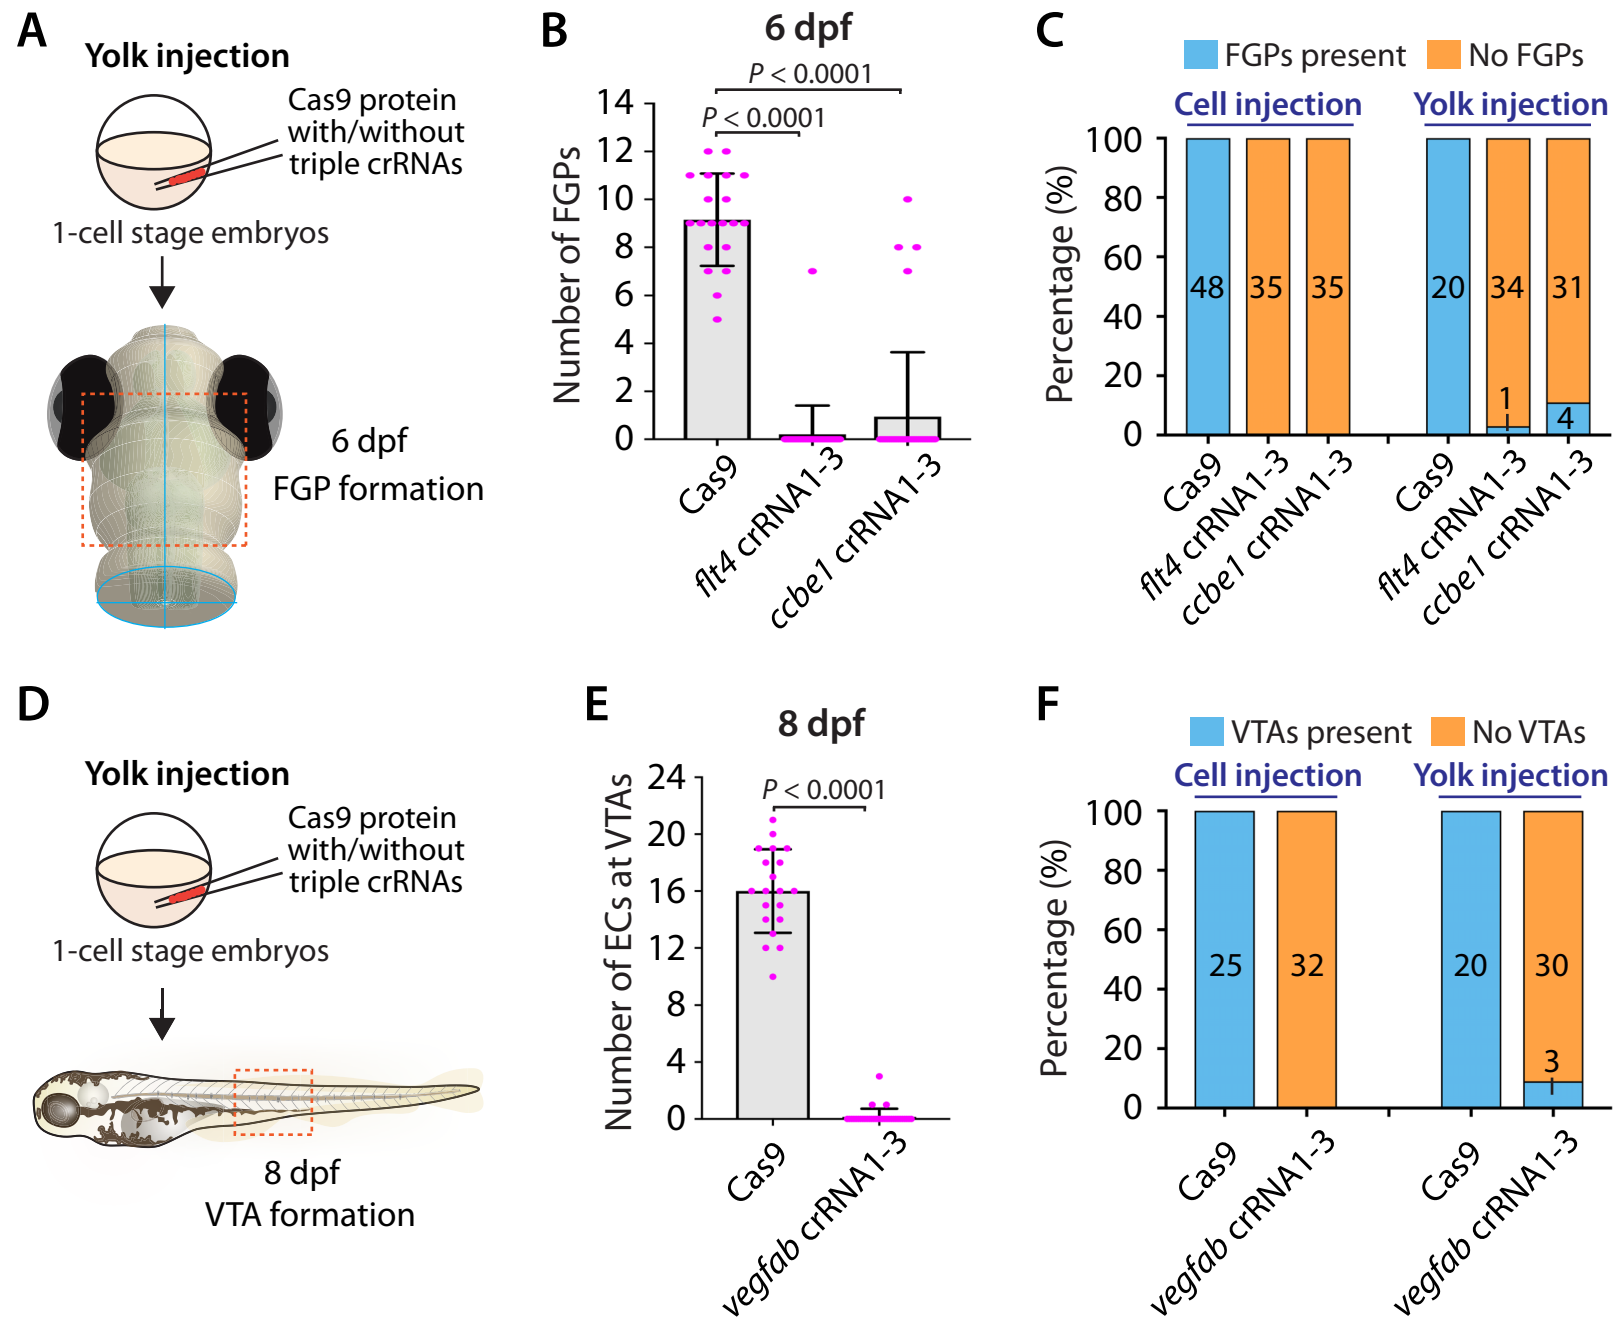 A
Yolk injection
Cas9 protein
with/without
triple crRNAs
1-cell stage embryos
6 dpf
FGP formation
B
6 dpf
P < 0.0001
P < 0.0001
Number of FGPs
14
12
10
8
6
4
2
0
Cas9
flt4 crRNA1-3
ccbe1 crRNA1-3
C
FGPs present
No FGPs
Cell injection
Yolk injection
Percentage (%)
100
80
60
40
20
0
48
35
35
20
34
31
1
4
Cas9
flt4 crRNA1-3
ccbe1 crRNA1-3
Cas9
flt4 crRNA1-3
ccbe1 crRNA1-3
D
Yolk injection
Cas9 protein
with/without
triple crRNAs
1-cell stage embryos
8 dpf
VTA formation
E
8 dpf
P < 0.0001
Number of ECs at VTAs
24
20
16
12
8
4
0
Cas9
vegfab crRNA1-3
F
VTAs present
No VTAs
Cell injection
Yolk injection
Percentage (%)
100
80
60
40
20
0
25
32
20
30
3
Cas9
vegfab crRNA1-3
Cas9
vegfab crRNA1-3